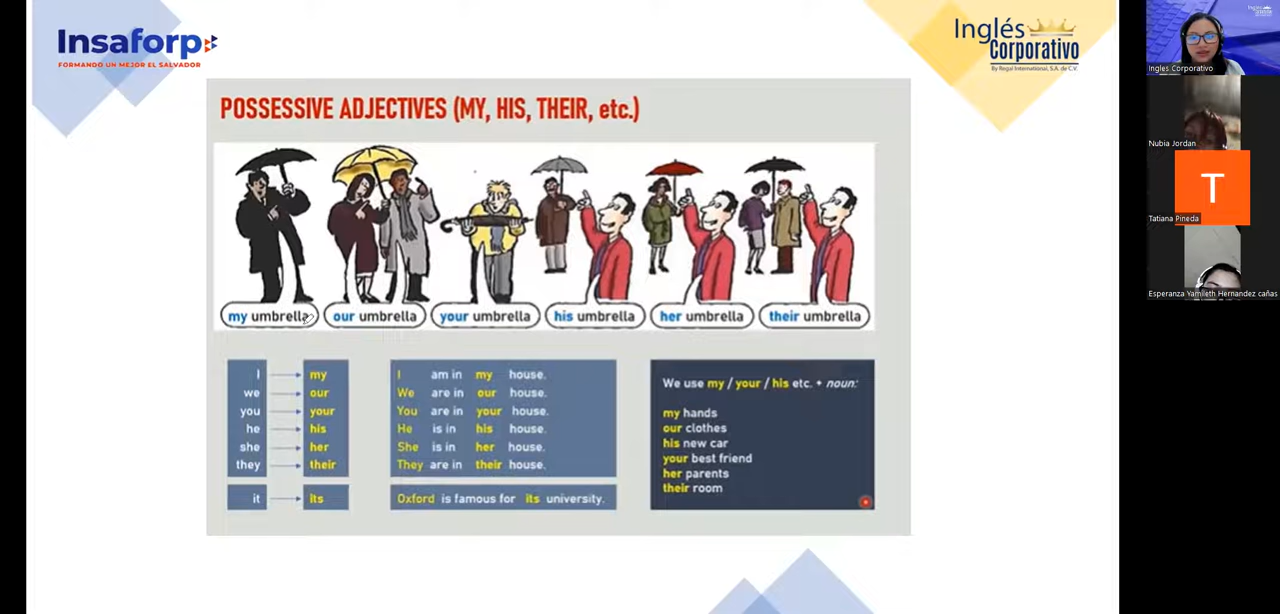 Insaforp
FORMANDO UN MEJOR EL SALVADOR
Inglés
Corporativo
By Regal International, S.A. de C.V.
POSSESSIVE ADJECTIVES (MY, HIS, THEIR, etc.)
my umbrella
our umbrella
your umbrella
his umbrella
her umbrella
their umbrella
I my
we our
you your
he his
she her
they their
it its
I am in my house.
We are in our house.
You are in your house.
He is in his house.
She is in her house.
They are in their house.
Oxford is famous for its university.
We use my / your / his etc. + noun:
my hands
our clothes
his new car
your best friend
her parents
their room
Ingles Corporativo
Nubia Jordan
T
Tatiana Pineda
Esperanza Yamileth Hernandez cañas